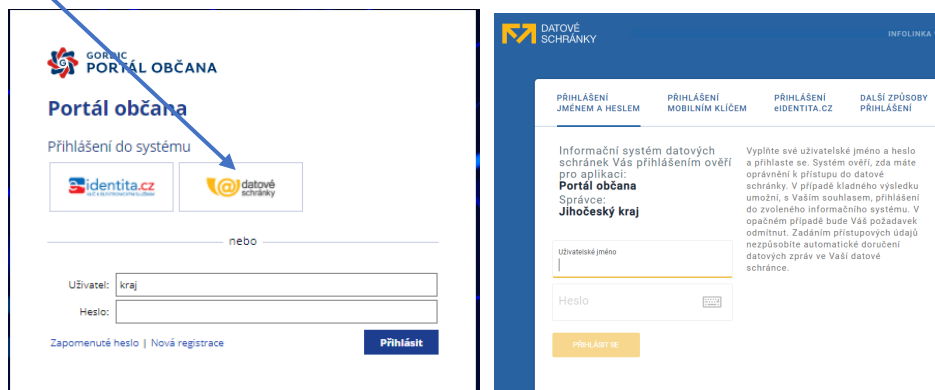 GORDIC
PORTÁL OBČANA
Portál občana
Přihlášení do systému
identita.cz
datové
schránky
nebo
Uživatel: kraj
Heslo:
Zapomenuté heslo | Nová registrace
Přihlásit
DATOVÉ
SCHRÁNKY
INFOLINKA
PŘIHLÁŠENÍ
JMÉNEM A HESLEM
PŘIHLÁŠENÍ
MOBILNÍM KLÍČEM
PŘIHLÁŠENÍ
eIDENTITA.CZ
DALŠÍ ZPŮSOBY
PŘIHLÁŠENÍ
Informační systém datových
schránek Vás přihlášením ověří
pro aplikaci:
Portál občana
Správce:
Jihočeský kraj
Uživatelské jméno
Heslo
PŘIHLÁSIT SE
Vyplňte své uživatelské jméno a heslo
a přihlaste se. Systém ověří, zda máte
oprávnění k přístupu do datové
schránky. V případě kladného výsledku
umožní, s Vaším souhlasem, přihlášení
do zvoleného informačního systému. V
opačném případě bude Váš požadavek
odmítnut. Zadáním přístupových údajů
nezpůsobíte automatické doručení
datových zpráv ve Vaší datové
schránce.